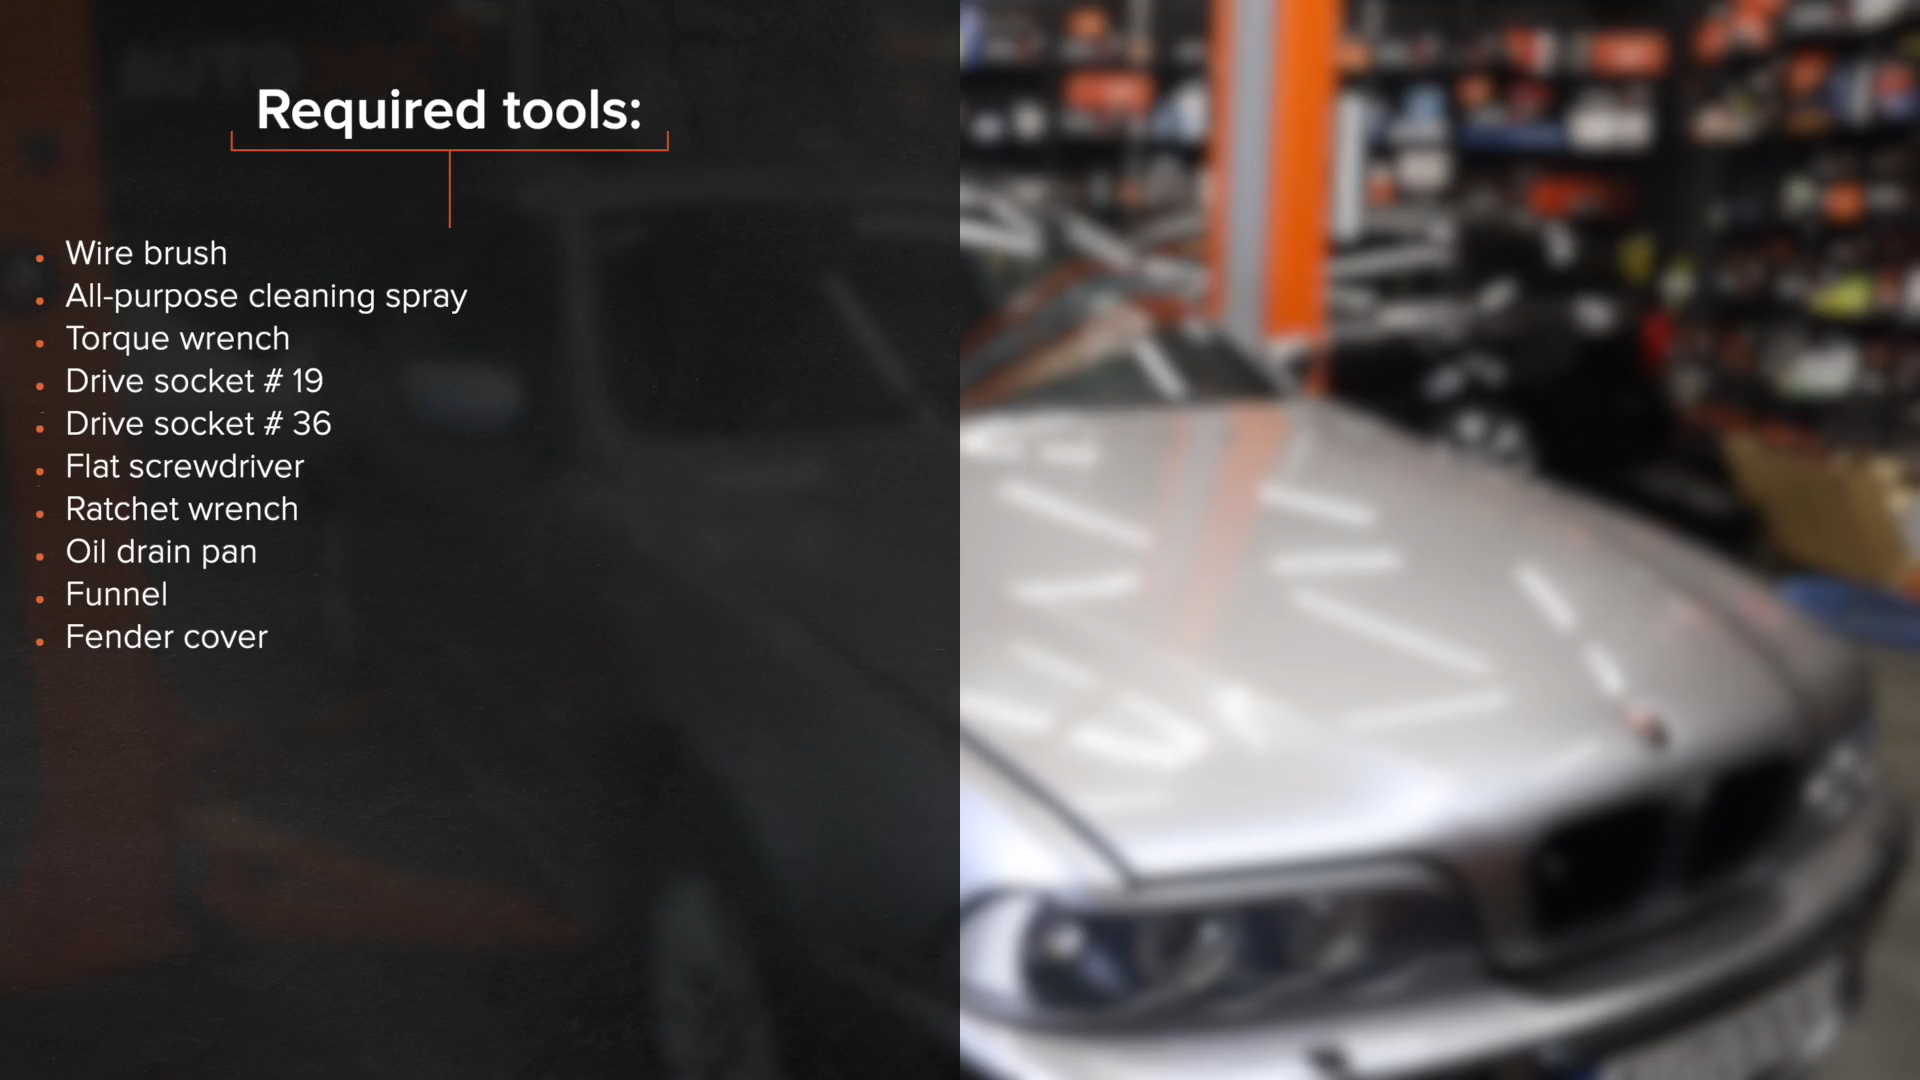 Required tools:
Wire brush
All-purpose cleaning spray
Torque wrench
Drive socket # 19
Drive socket # 36
Flat screwdriver
Ratchet wrench
Oil drain pan
Funnel
Fender cover